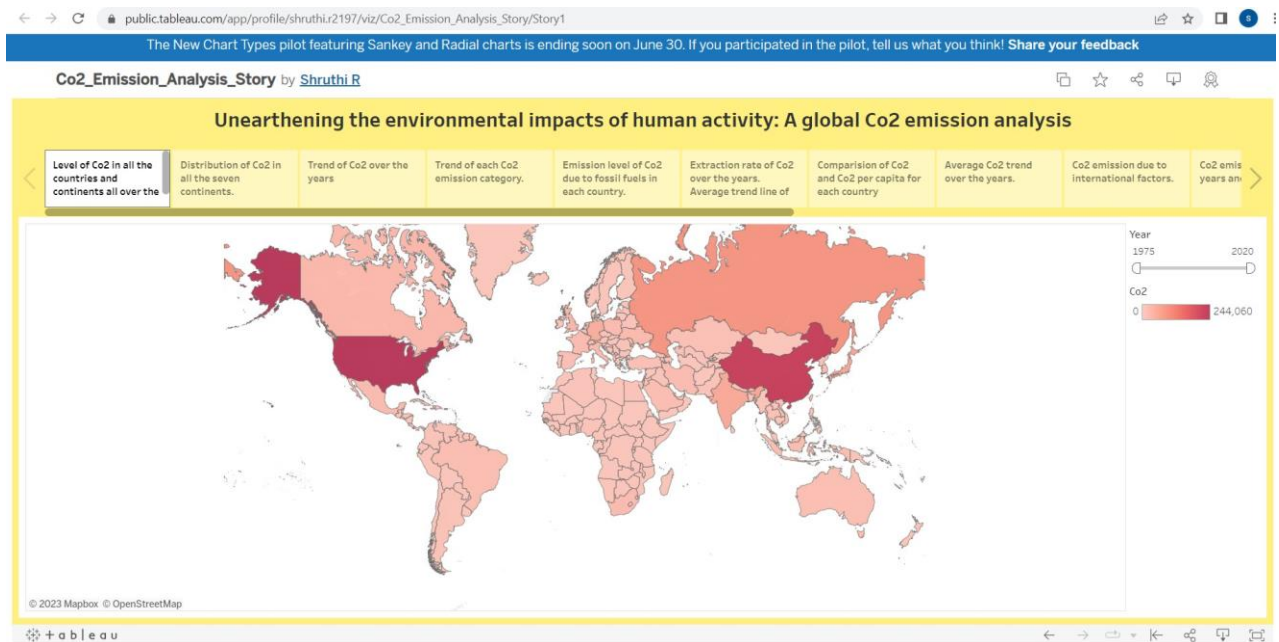 public.tableau.com/app/profile/shruthi.r2197/viz/Co2_Emission_Analysis_Story/Story1
S
The New Chart Types pilot featuring Sankey and Radial charts is ending soon on June 30. If you participated in the pilot, tell us what you think! Share your feedback
Co2_Emission_Analysis_Story by Shruthi R
Unearthening the environmental impacts of human activity: A global Co2 emission analysis
Level of Co2 in all the
countries and
continents all over the
Distribution of Co2 in
all the seven
continents.
Trend of Co2 over the
years
Trend of each Co2
emission category.
Emission level of Co2
due to fossil fuels in
each country.
Extraction rate of Co2
over the years.
Average trend line of
Comparision of Co2
and Co2 per capita for
each country
Average Co2 trend
over the years.
Co2 emission due to
international factors.
Co2 emis
years an
Year
1975 2020
Co2
0 244,060
© 2023 Mapbox © OpenStreetMap
+ a b l e a u